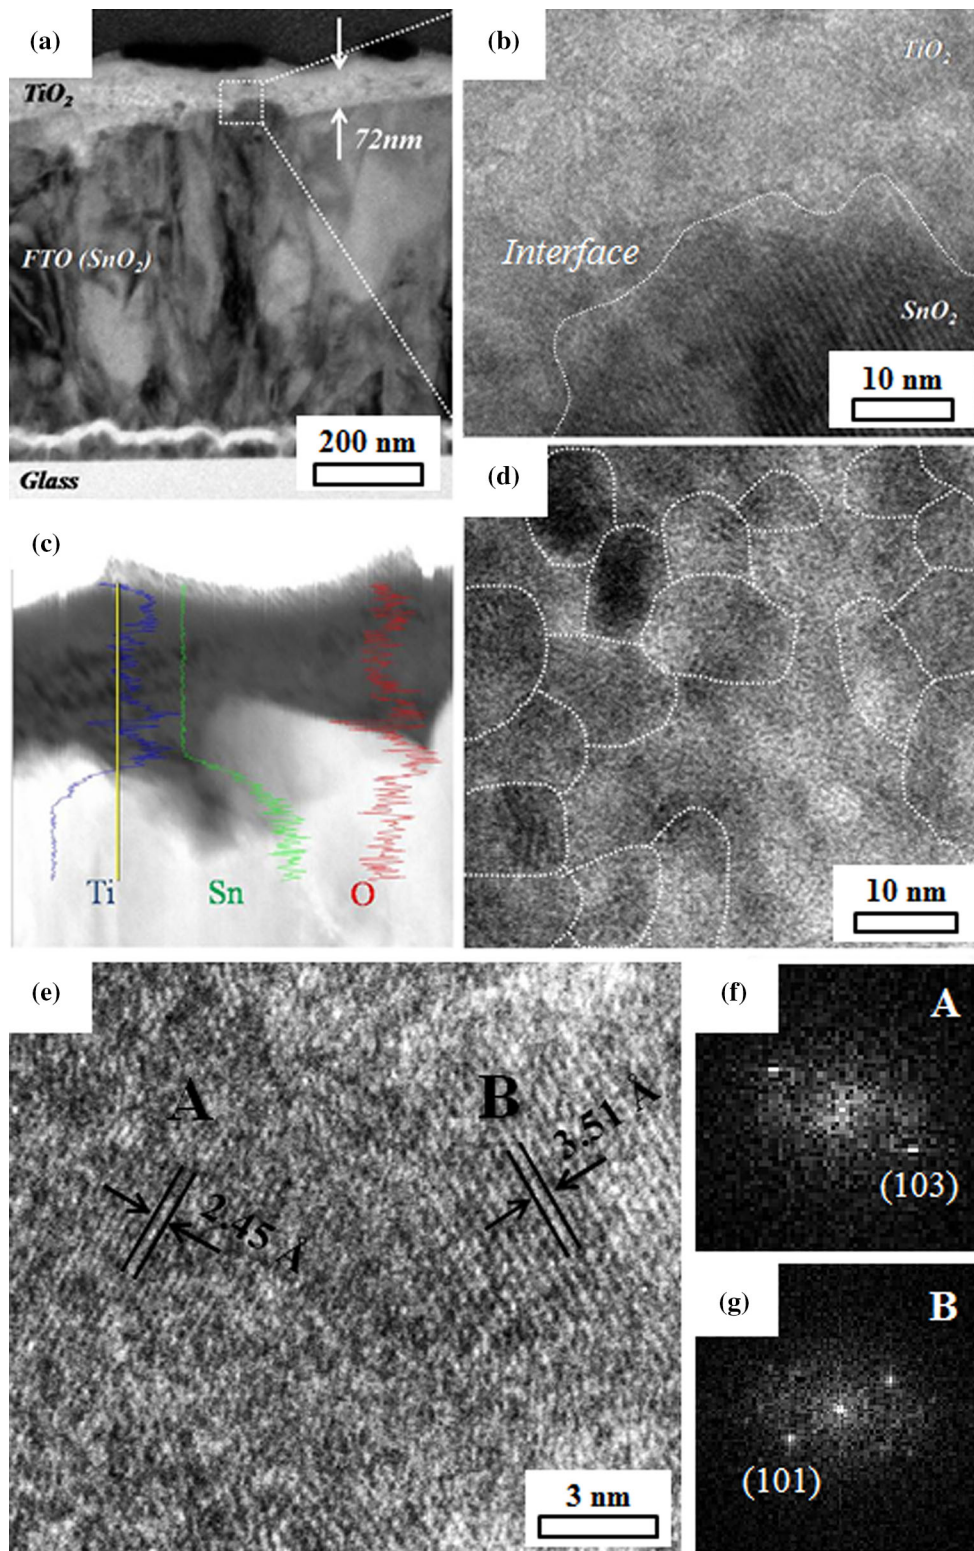 (a)
TiO2
72nm
FTO (SnO2)
200 nm
Glass
(b)
TiO2
Interface
SnO2
10 nm
(c)
Ti
Sn
O
(d)
10 nm
(e)
A
2.45 Å
B
3.51 Å
3 nm
(f)
A
(103)
(g)
B
(101)